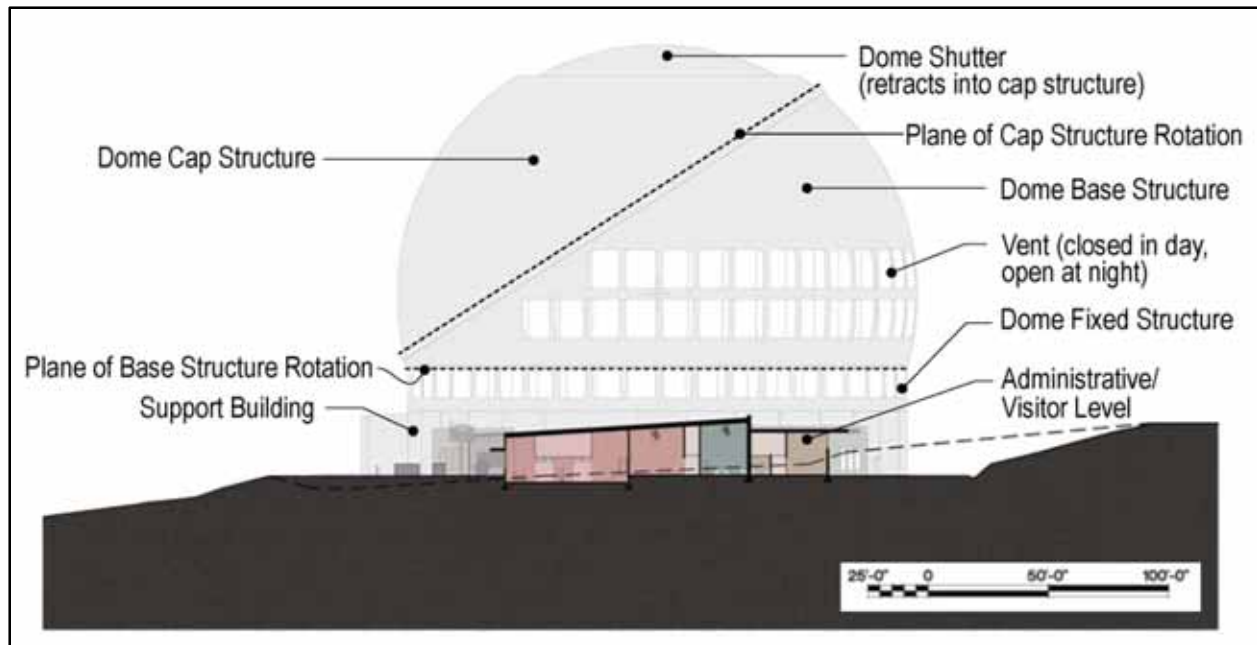 Dome Shutter
(retracts into cap structure)
Plane of Cap Structure Rotation
Dome Cap Structure
Dome Base Structure
Vent (closed in day,
open at night)
Dome Fixed Structure
Plane of Base Structure Rotation
Support Building
Administrative/
Visitor Level
25'-0" 0 50'-0" 100'-0"